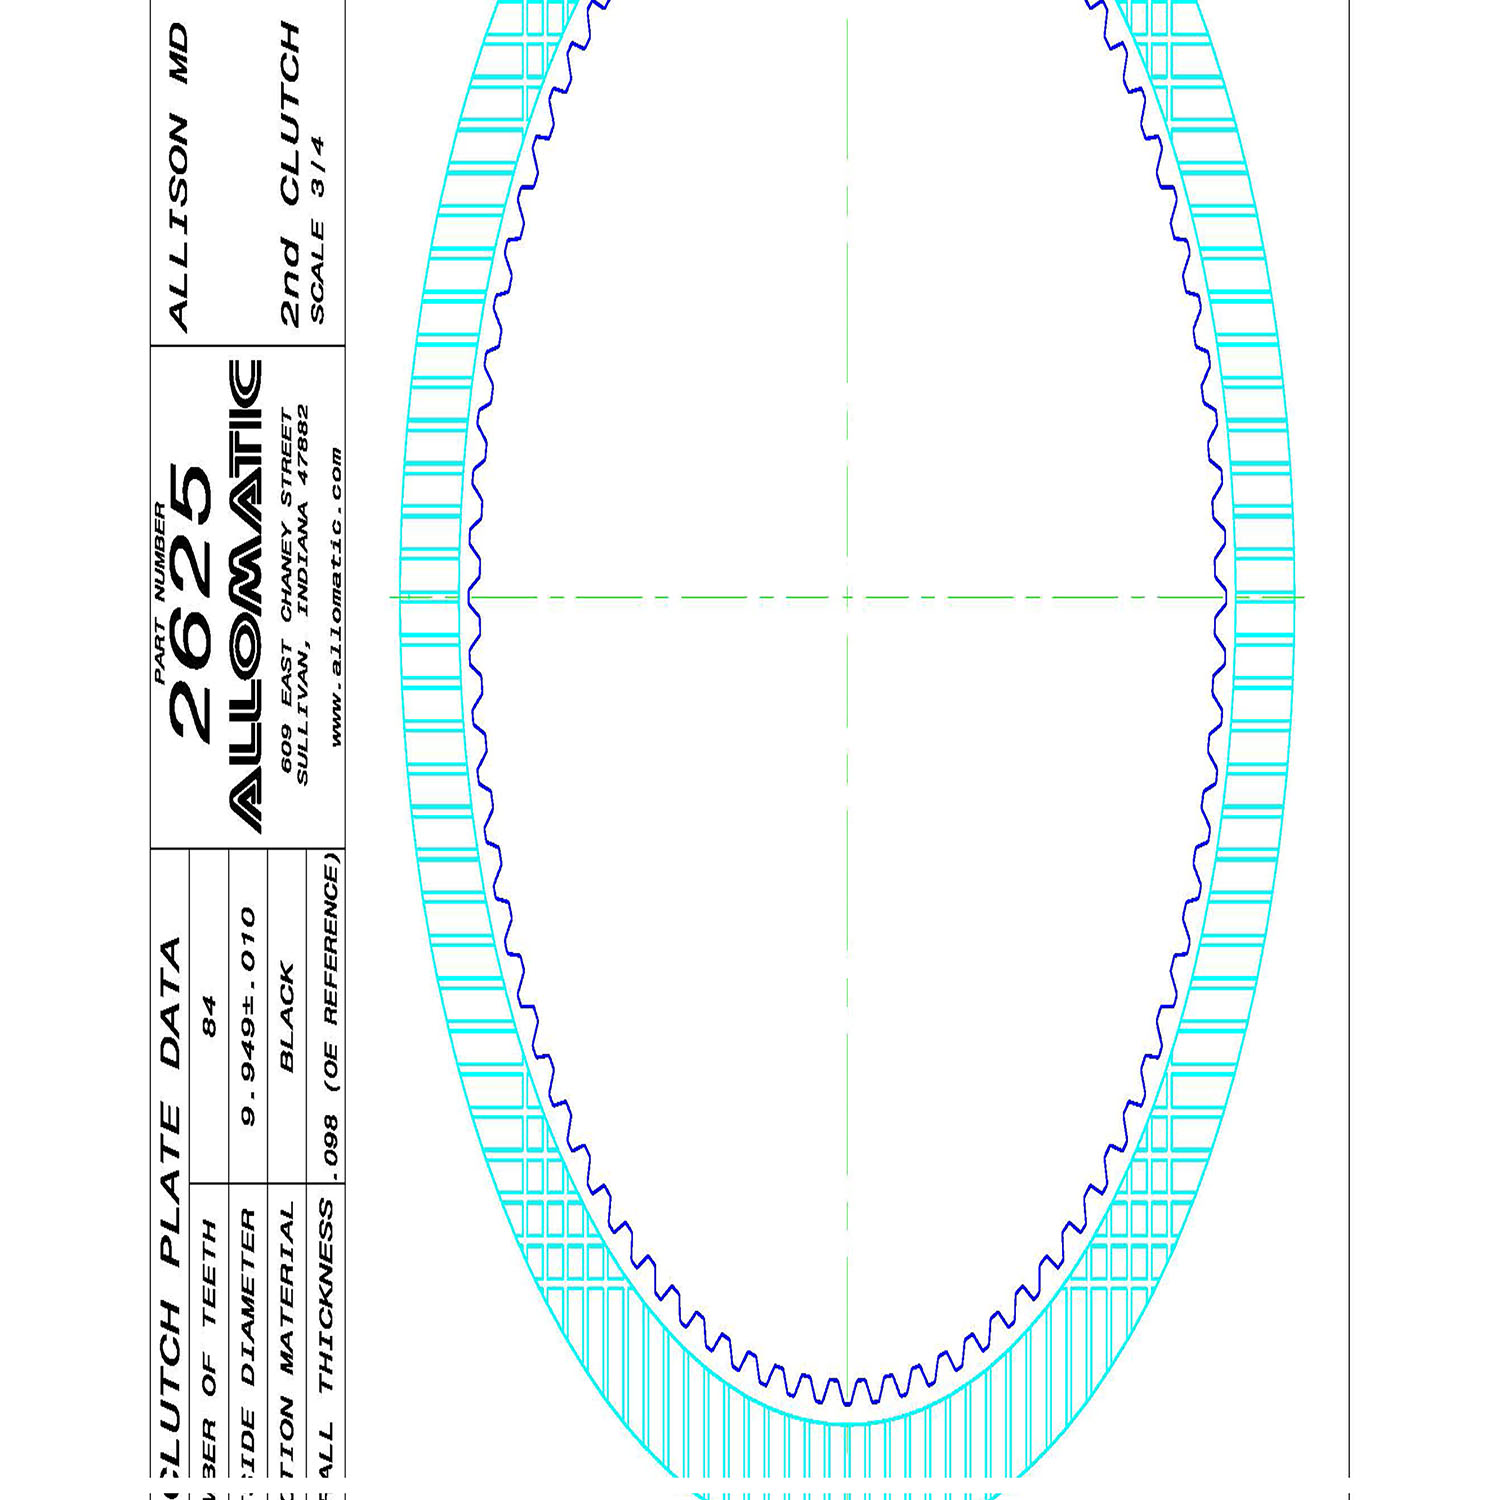 CLUTCH PLATE DATA
BER OF TEETH 84
SIDE DIAMETER 9.949±.010
TION MATERIAL BLACK
ALL THICKNESS .098 (OE REFERENCE)
PART NUMBER
2625
ALLOMATIC
609 EAST CHANEY STREET
SULLIVAN, INDIANA 47882
www.allomatic.com
ALLISON MD
2nd CLUTCH
SCALE 3/4